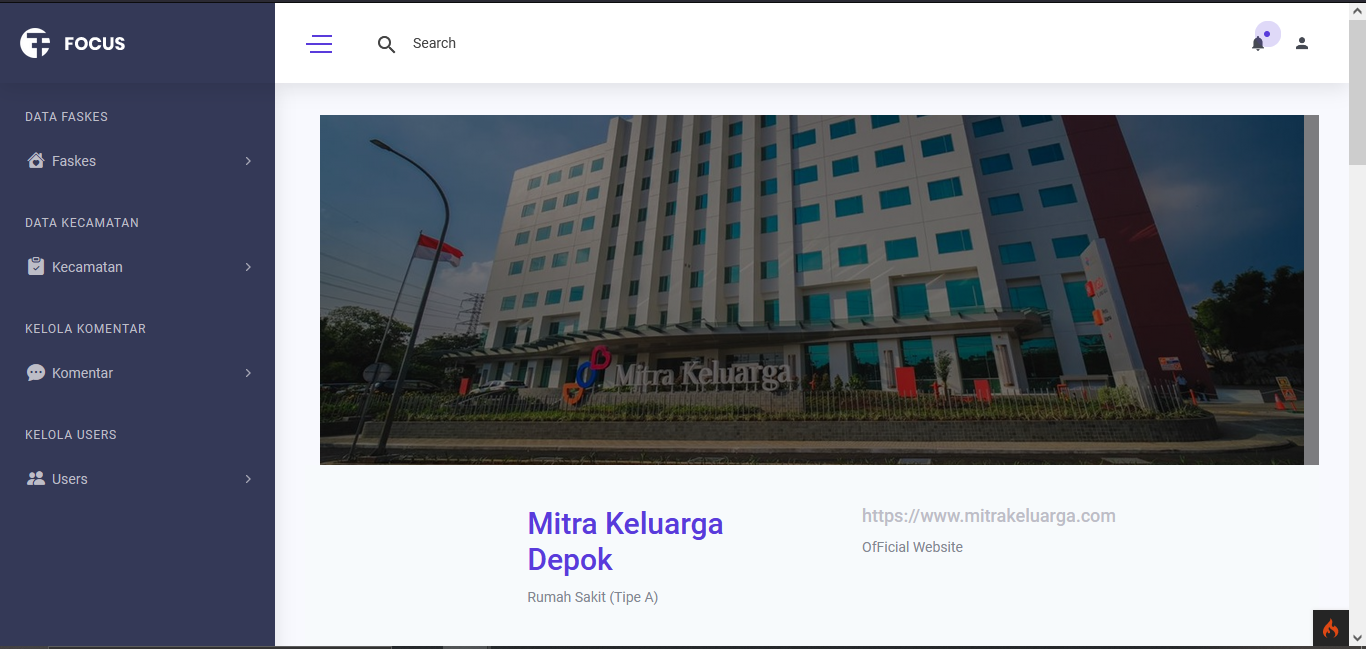 FOCUS
Search
DATA FASKES
Faskes
DATA KECAMATAN
Kecamatan
KELOLA KOMENTAR
Komentar
KELOLA USERS
Users
Mitra Keluarga
Mitra Keluarga
Depok
Rumah Sakit (Tipe A)
https://www.mitrakeluarga.com
OfFicial Website